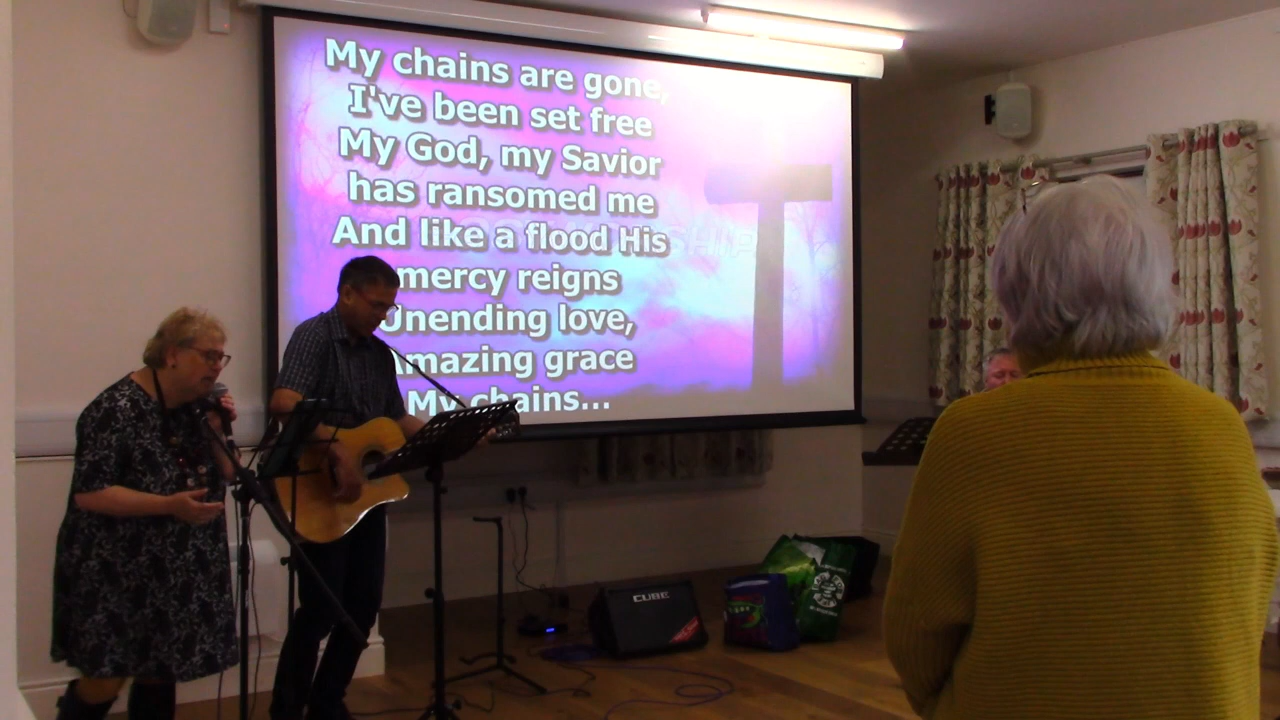 My chains are gone,
I've been set free
My God, my Savior
has ransomed me
And like a flood His
mercy reigns
Unending love,
Amazing grace
My chains...
CUBE